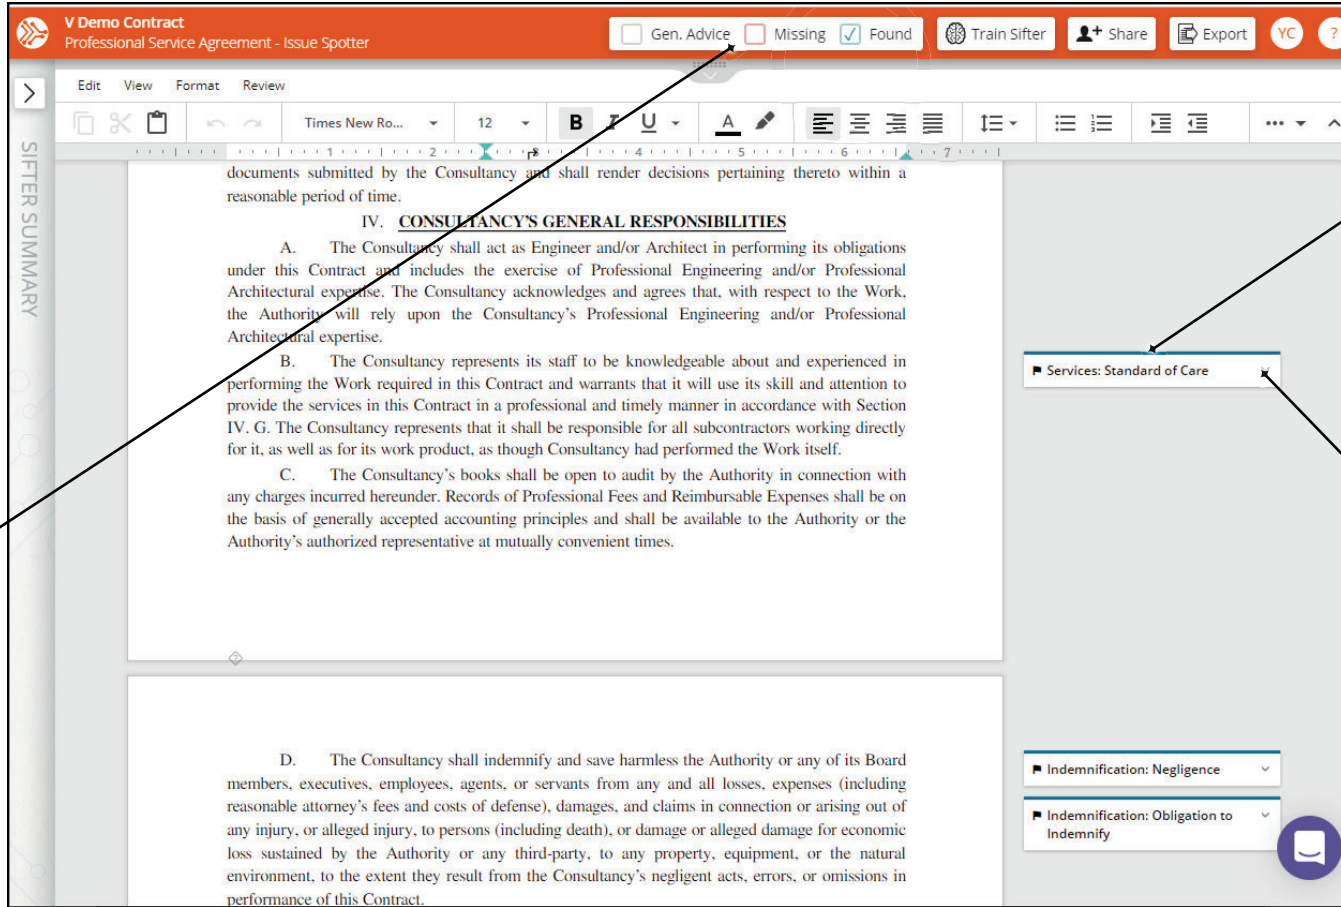 V Demo Contract
Professional Service Agreement - Issue Spotter
Gen. Advice Missing Found Train Sifter Share Export YC ?
Edit View Format Review
Times New Ro... 12 B I U A
1 2 3 4 5 6 7
SIFTER SUMMARY
documents submitted by the Consultancy and shall render decisions pertaining thereto within a
reasonable period of time.
IV. CONSULTANCY'S GENERAL RESPONSIBILITIES
A. The Consultancy shall act as Engineer and/or Architect in performing its obligations
under this Contract and includes the exercise of Professional Engineering and/or Professional
Architectural expertise. The Consultancy acknowledges and agrees that, with respect to the Work,
the Authority will rely upon the Consultancy's Professional Engineering and/or Professional
Architectural expertise.
B. The Consultancy represents its staff to be knowledgeable about and experienced in
performing the Work required in this Contract and warrants that it will use its skill and attention to
provide the services in this Contract in a professional and timely manner in accordance with Section
IV. G. The Consultancy represents that it shall be responsible for all subcontractors working directly
for it, as well as for its work product, as though Consultancy had performed the Work itself.
Services: Standard of Care
C. The Consultancy's books shall be open to audit by the Authority in connection with
any charges incurred hereunder. Records of Professional Fees and Reimbursable Expenses shall be on
the basis of generally accepted accounting principles and shall be available to the Authority or the
Authority's authorized representative at mutually convenient times.
D. The Consultancy shall indemnify and save harmless the Authority or any of its Board
members, executives, employees, agents, or servants from any and all losses, expenses (including
reasonable attorney's fees and costs of defense), damages, and claims in connection or arising out of
any injury, or alleged injury, to persons (including death), or damage or alleged damage for economic
loss sustained by the Authority or any third-party, to any property, equipment, or the natural
environment, to the extent they result from the Consultancy's negligent acts, errors, or omissions in
performance of this Contract.
Indemnification: Negligence
Indemnification: Obligation to
Indemnify